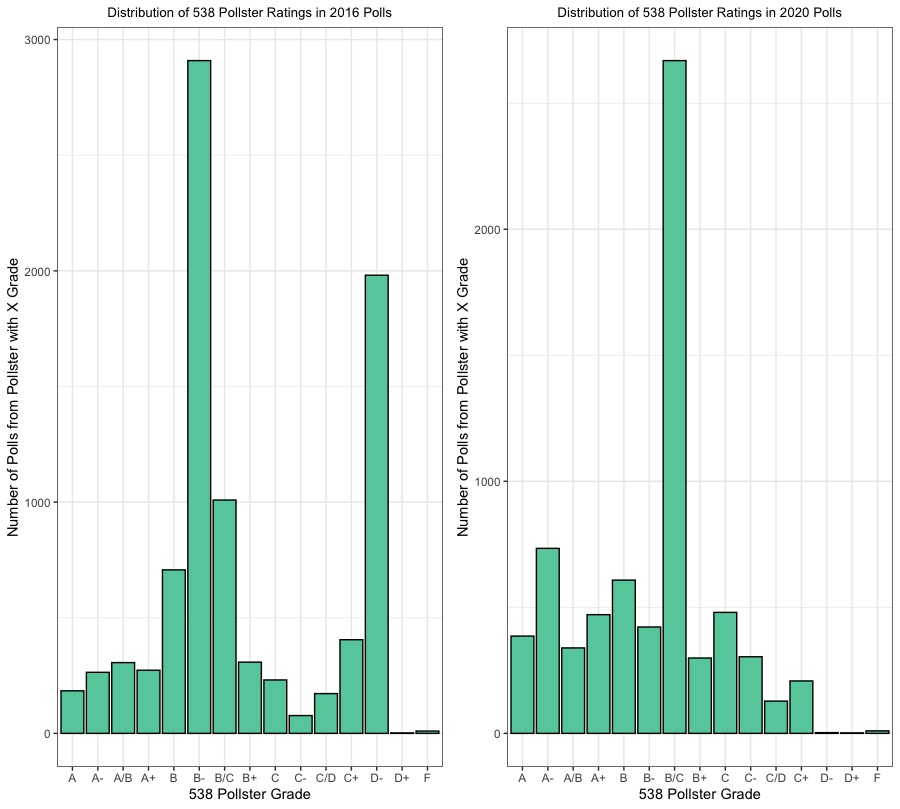 Distribution of 538 Pollster Ratings in 2016 Polls
Number of Polls from Pollster with X Grade
3000
2000
1000
0
A A- A/B A+ B B- B/C B+ C C- C/D C+ D- D+ F
538 Pollster Grade
Distribution of 538 Pollster Ratings in 2020 Polls
Number of Polls from Pollster with X Grade
2000
1000
0
A A- A/B A+ B B- B/C B+ C C- C/D C+ D- D+ F
538 Pollster Grade